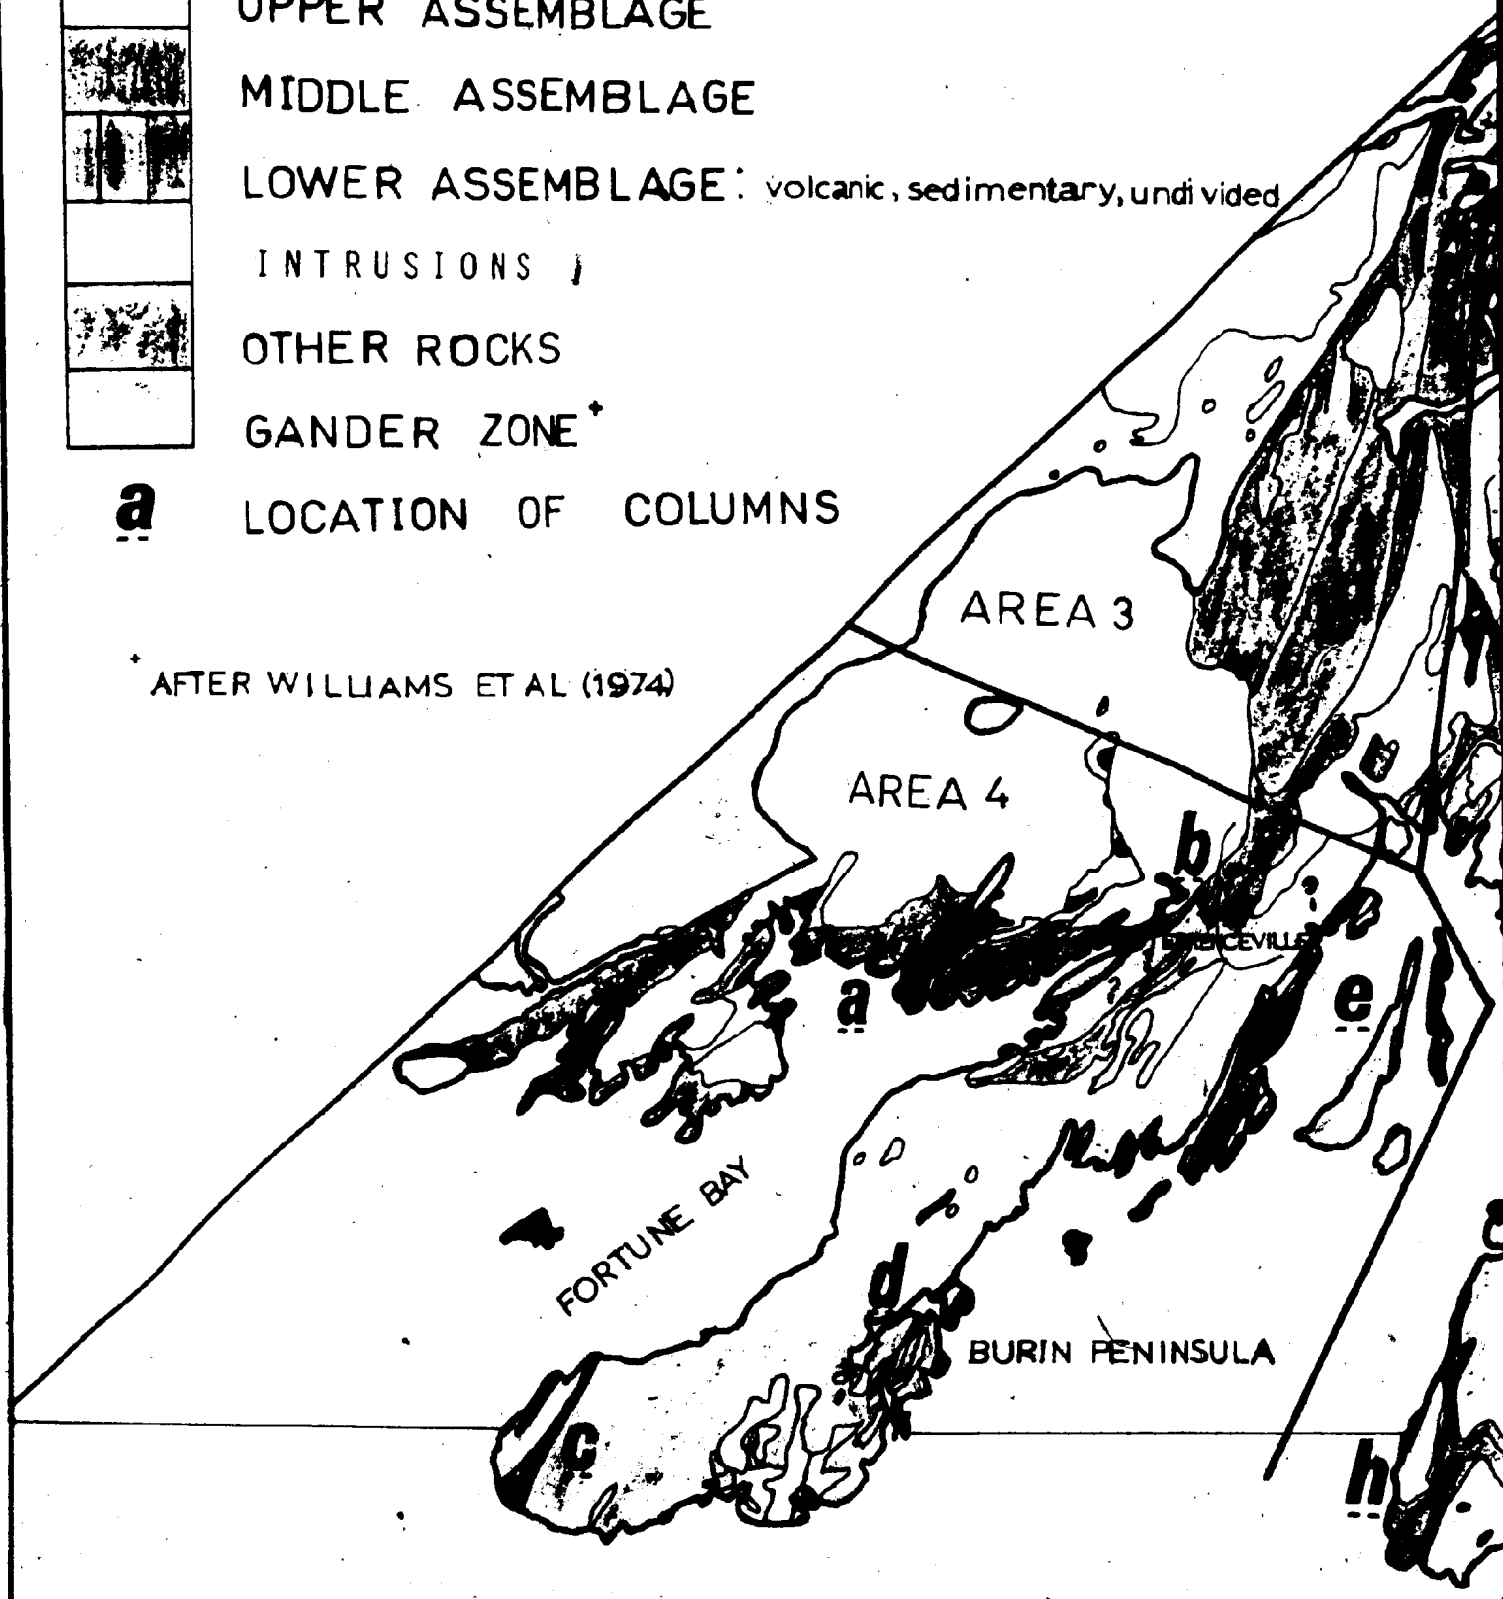 UPPER ASSEMBLAGE
MIDDLE ASSEMBLAGE
LOWER ASSEMBLAGE: volcanic, sedimentary, undivided
INTRUSIONS
OTHER ROCKS
GANDER ZONE+
a LOCATION OF COLUMNS
+AFTER WILLIAMS ET AL (1974)
AREA 3
AREA 4
b
?
a
?
e
FORTUNE BAY
d
BURIN PENINSULA
c
h